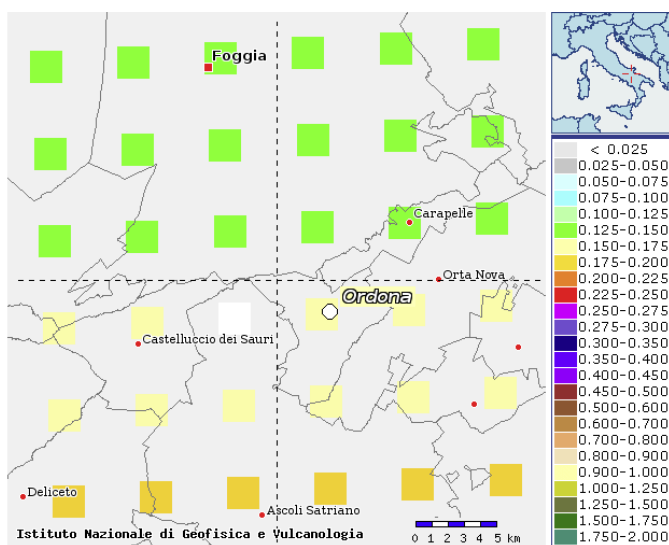 Foggia
Carapelle
Orta Nova
Ordona
Castelluccio dei Sauri
Deliceto
Ascoli Satriano
Istituto Nazionale di Geofisica e Vulcanologia
0 1 2 3 4 5 km
< 0.025
0.025-0.050
0.050-0.075
0.075-0.100
0.100-0.125
0.125-0.150
0.150-0.175
0.175-0.200
0.200-0.225
0.225-0.250
0.250-0.275
0.275-0.300
0.300-0.350
0.350-0.400
0.400-0.450
0.450-0.500
0.500-0.600
0.600-0.700
0.700-0.800
0.800-0.900
0.900-1.000
1.000-1.250
1.250-1.500
1.500-1.750
1.750-2.000